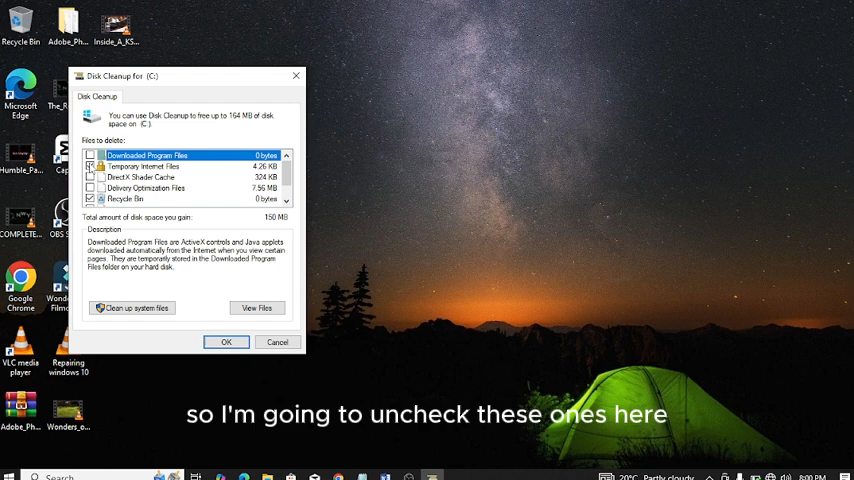 Recycle Bin
Adobe_Ph...
Inside_A_KS...
Microsoft
Edge
The_R
Humble_Pa...
Cap
COMPLETE...
OBS S
Google
Chrome
Wonde
Filmo
VLC media
player
Repairing
windows 10
Adobe_Ph...
Wonders_o...
Disk Cleanup for (C:)
Disk Cleanup
You can use Disk Cleanup to free up to 164 MB of disk
space on (C:).
Files to delete:
Downloaded Program Files 0 bytes
Temporary Internet Files 4.26 KB
DirectX Shader Cache 324 KB
Delivery Optimization Files 7.56 MB
Recycle Bin 0 bytes
Total amount of disk space you gain: 150 MB
Description
Downloaded Program Files are ActiveX controls and Java applets
downloaded automatically from the Internet when you view certain
pages. They are temporarily stored in the Downloaded Program
Files folder on your hard disk.
Clean up system files
View Files
OK
Cancel
so I'm going to uncheck these ones here
Search
20°C Partly cloudy
8:00 PM